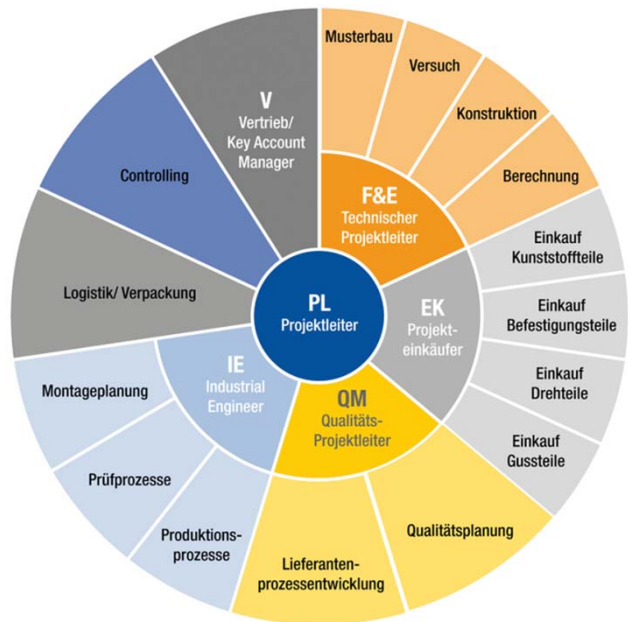 Musterbau
Versuch
Konstruktion
Berechnung
V
Vertrieb/
Key Account
Manager
Controlling
F&E
Technischer
Projektleiter
Einkauf
Kunststoffteile
Einkauf
Befestigungsteile
Einkauf
Drehteile
Einkauf
Gussteile
EK
Projekt-
einkäufer
PL
Projektleiter
Logistik/ Verpackung
IE
Industrial
Engineer
QM
Qualitäts-
Projektleiter
Montageplanung
Prüfprozesse
Produktions-
prozesse
Lieferanten-
prozessentwicklung
Qualitätsplanung